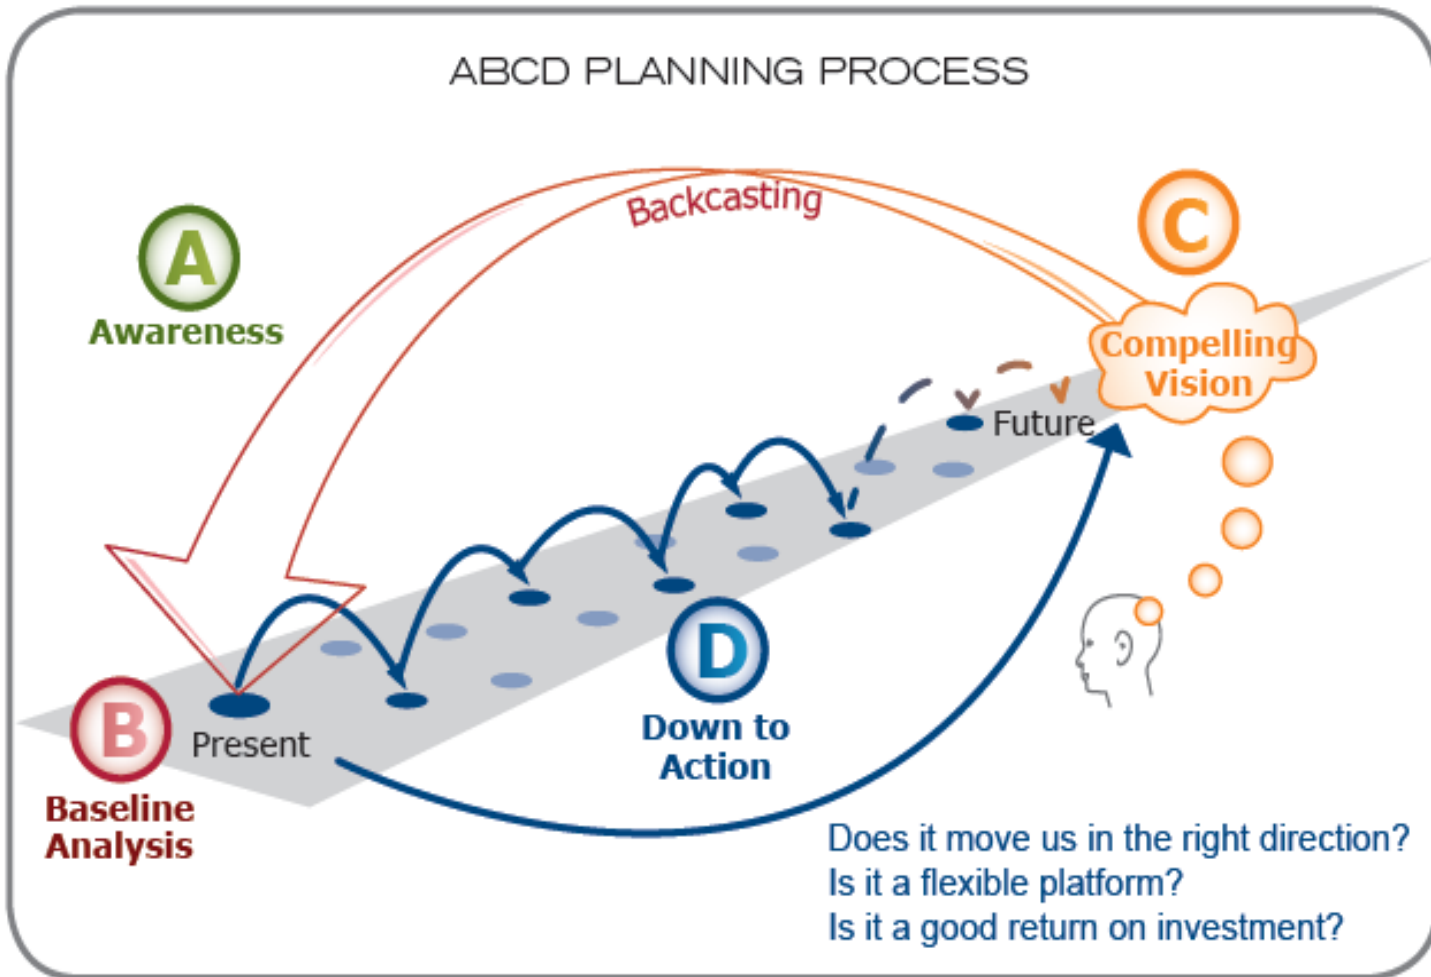 ABCD PLANNING PROCESS
Backcasting
A
Awareness
C
Compelling
Vision
Future
B
Present
Baseline
Analysis
D
Down to
Action
Does it move us in the right direction?
Is it a flexible platform?
Is it a good return on investment?